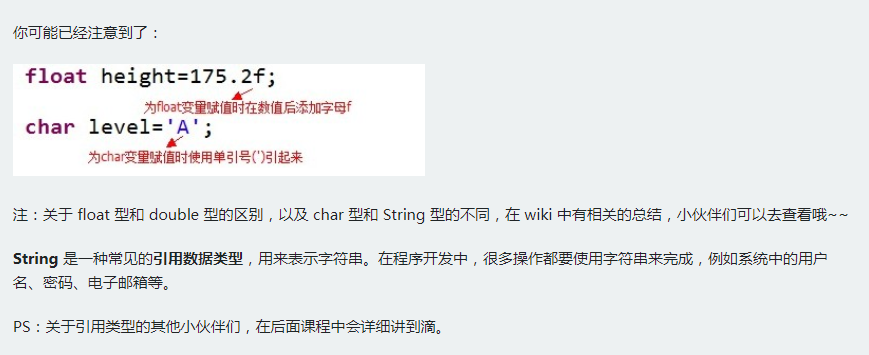 你可能已经注意到了：
float height=175.2f;
为float变量赋值时在数值后添加字母f
char level='A';
为char变量赋值时使用单引号(')引起来
注：关于 float 型和 double 型的区别，以及 char 型和 String 型的不同，在 wiki 中有相关的总结，小伙伴们可以去查看哦~~
String 是一种常见的引用数据类型，用来表示字符串。在程序开发中，很多操作都要使用字符串来完成，例如系统中的用户
名、密码、电子邮箱等。
PS：关于引用类型的其他小伙伴们，在后面课程中会详细讲到滴。